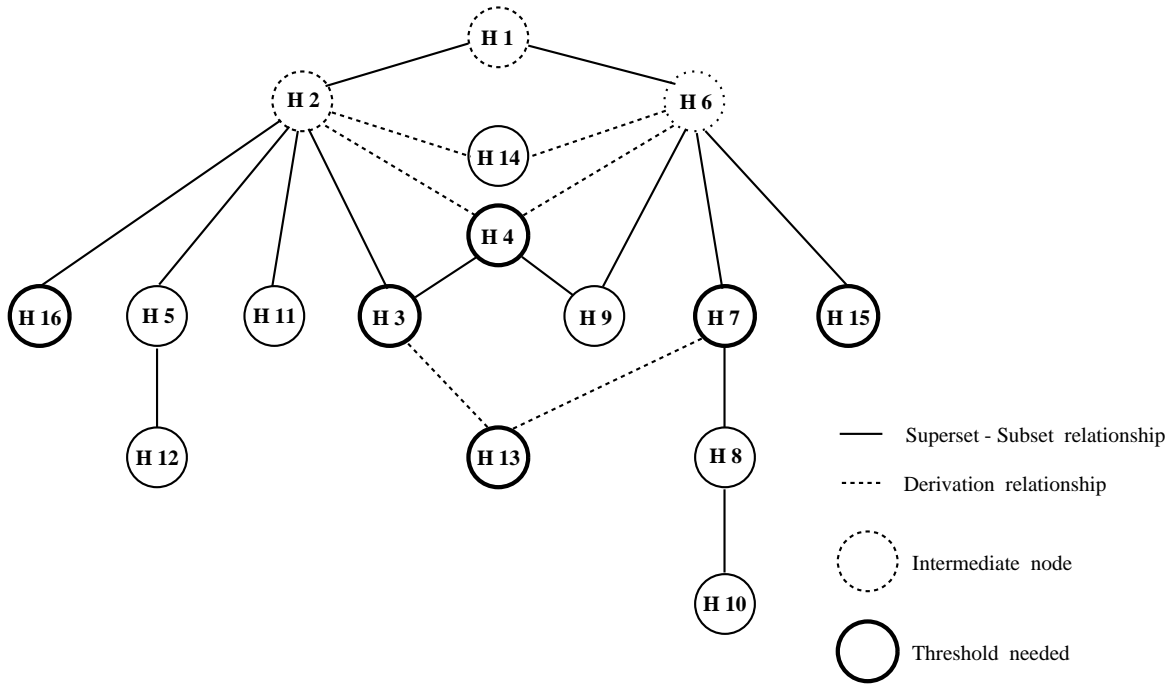 H 1
H 2
H 6
H 14
H 4
H 16
H 5
H 11
H 3
H 9
H 7
H 15
H 12
H 13
H 8
H 10
Superset - Subset relationship
Derivation relationship
Intermediate node
Threshold needed